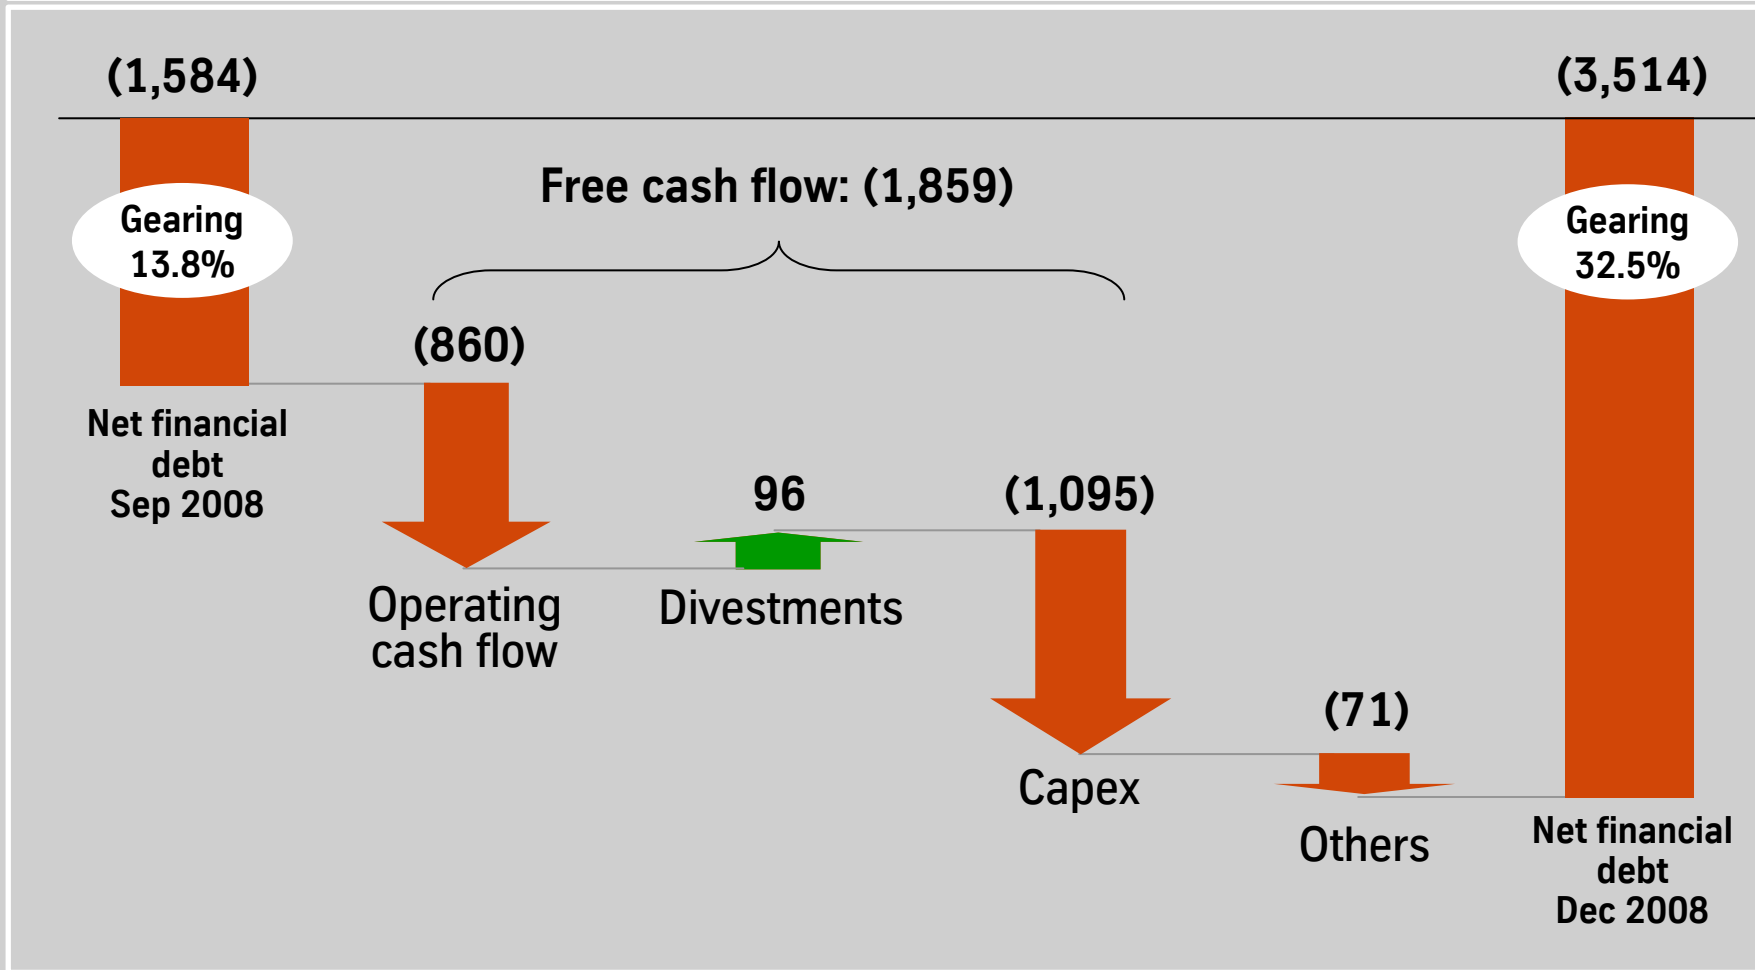 (1,584)
(3,514)
Free cash flow: (1,859)
Gearing
13.8%
Gearing
32.5%
(860)
Net financial
debt
Sep 2008
96
(1,095)
Operating
cash flow
Divestments
(71)
Capex
Others
Net financial
debt
Dec 2008